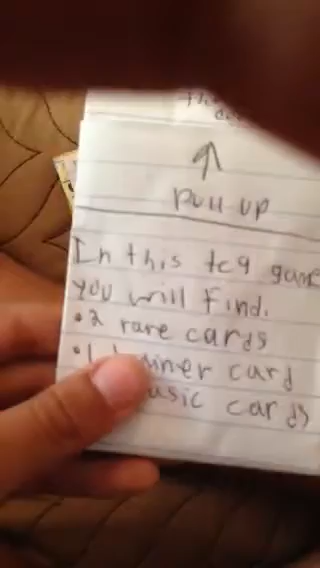 Pull up
In this tcg game
you will find.
• 2 rare cards
• 1 card
cards